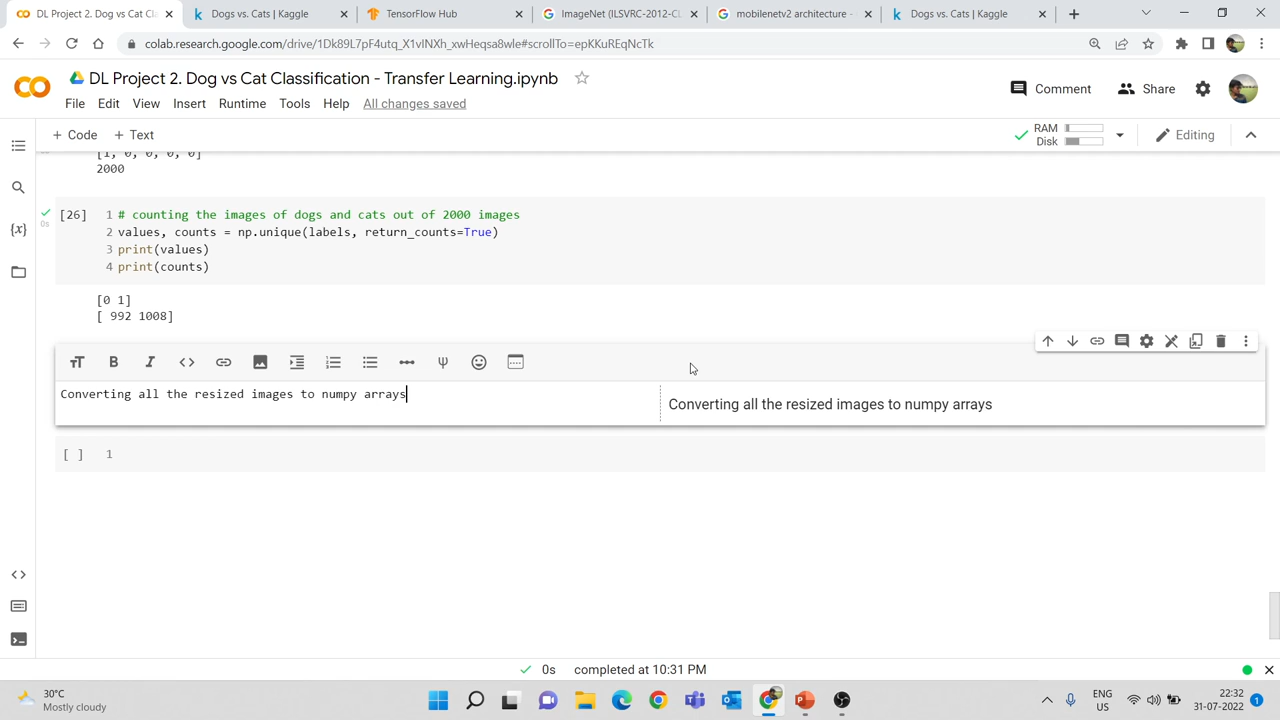 DL Project 2. Dog vs Cat Cla
Dogs vs. Cats | Kaggle
TensorFlow Hub
ImageNet (ILSVRC-2012-CL
mobilenetv2 architecture -
Dogs vs. Cats | Kaggle
colab.research.google.com/drive/1Dk89L7pF4utq_X1vINXh_xwHeqsa8wle#scrollTo=epKKuREqNcTk
DL Project 2. Dog vs Cat Classification - Transfer Learning.ipynb
File Edit View Insert Runtime Tools Help All changes saved
Comment Share
+ Code + Text
RAM
Disk
Editing
[1, 0, 0, 0, 0]
2000
[26] 1 # counting the images of dogs and cats out of 2000 images
0s
2 values, counts = np.unique(labels, return_counts=True)
3 print(values)
4 print(counts)
[0 1]
[ 992 1008]
Converting all the resized images to numpy arrays
Converting all the resized images to numpy arrays
[ ] 1
0s completed at 10:31 PM
30°C
Mostly cloudy
ENG
US
22:32
31-07-2022
1